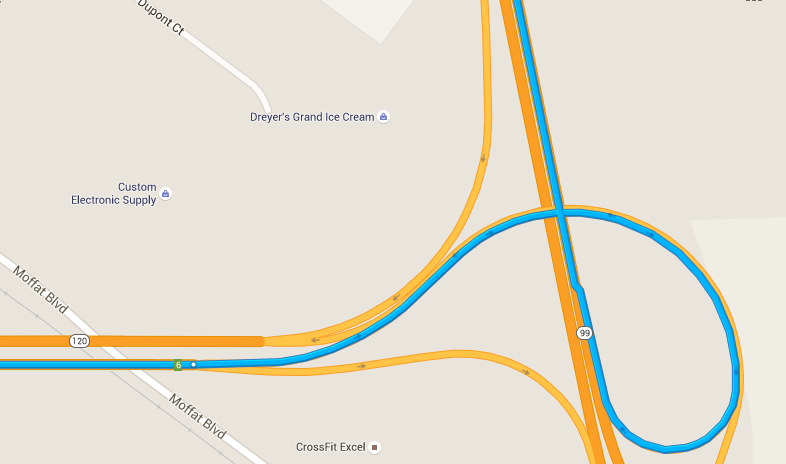 Dupont Ct
Dreyer's Grand Ice Cream
Custom
Electronic Supply
Moffat Blvd
120
99
6
Moffat Blvd
CrossFit Excel